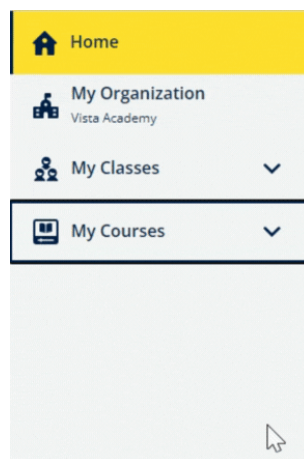 Home
My Organization
Vista Academy
My Classes
My Courses